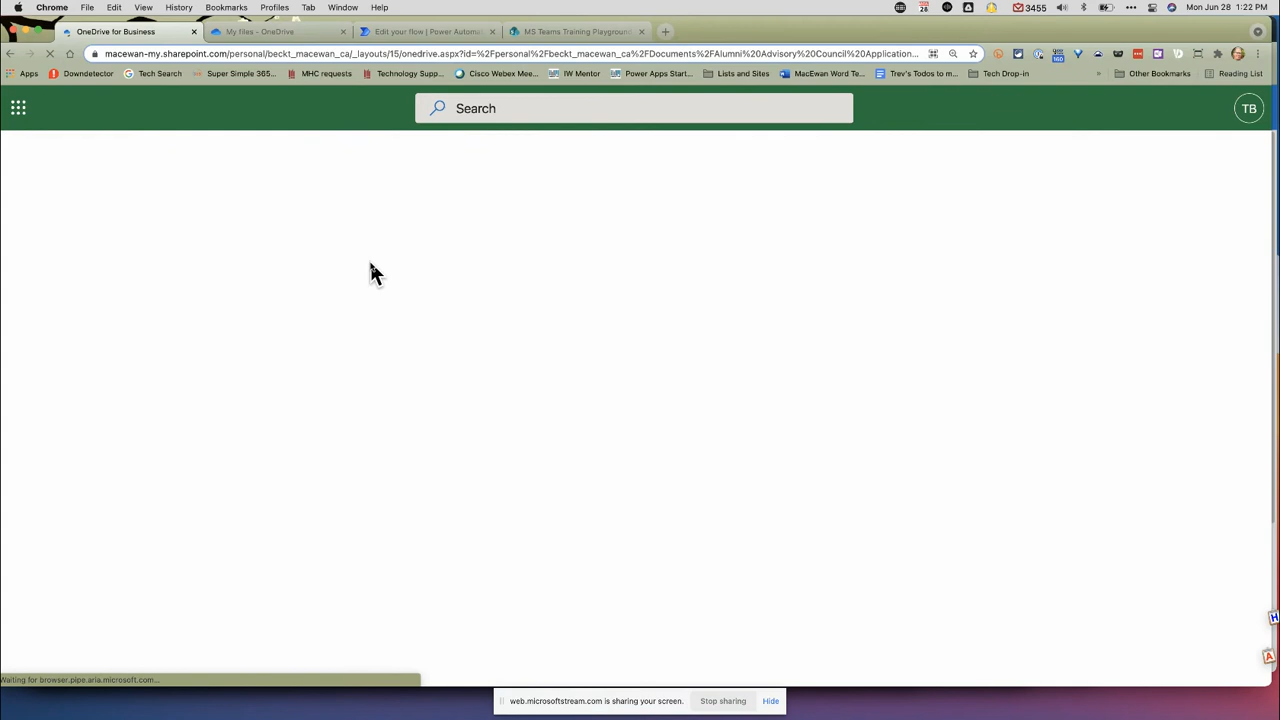 Chrome File Edit View History Bookmarks Profiles Tab Window Help JUN 28 3455 Mon Jun 28 1:22 PM
OneDrive for Business My files - OneDrive Edit your flow | Power Automat MS Teams Training Playground
macewan-my.sharepoint.com/personal/beckt_macewan_ca/_layouts/15/onedrive.aspx?id=%2Fpersonal%2Fbeckt_macewan_ca%2FDocuments%2FAlumni%20Advisory%20Council%20Application...
Apps Downdetector Tech Search Super Simple 365... MHC requests Technology Supp... Cisco Webex Mee... IW Mentor Power Apps Start... Lists and Sites MacEwan Word Te... Trev's Todos to m... Tech Drop-in » Other Bookmarks Reading List
Search TB
H
A
Waiting for browser.pipe.aria.microsoft.com...
web.microsoftstream.com is sharing your screen. Stop sharing Hide